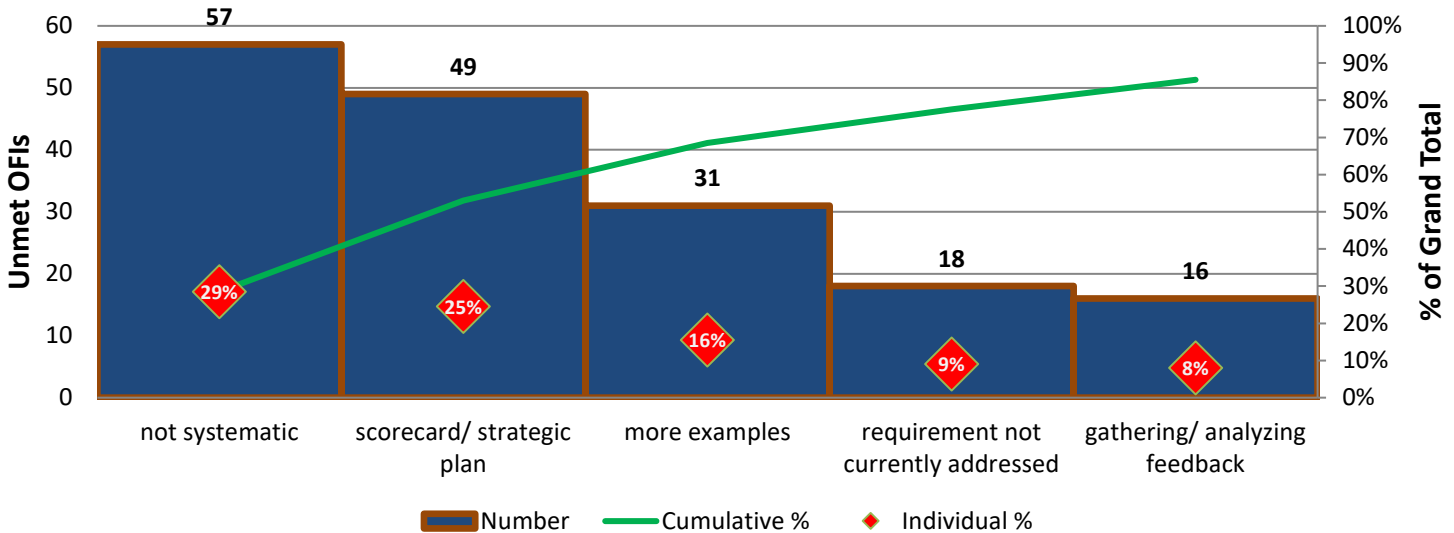 57
49
31
18
16
60
50
40
30
20
10
0
Unmet OFIs
100%
90%
80%
70%
60%
50%
40%
30%
20%
10%
0%
% of Grand Total
29%
25%
16%
9%
8%
not systematic
scorecard/ strategic
plan
more examples
requirement not
currently addressed
gathering/ analyzing
feedback
Number
Cumulative %
Individual %